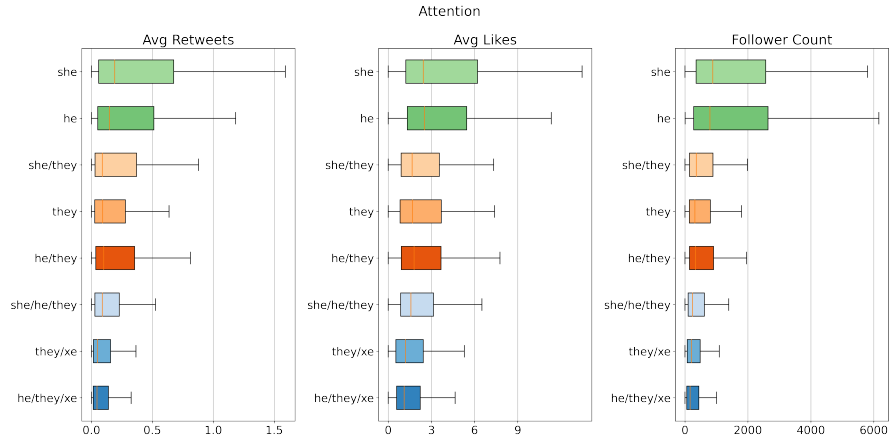 Attention
Avg Retweets
she
he
she/they
they
he/they
she/he/they
they/xe
he/they/xe
0.0 0.5 1.0 1.5
Avg Likes
she
he
she/they
they
he/they
she/he/they
they/xe
he/they/xe
0 3 6 9
Follower Count
she
he
she/they
they
he/they
she/he/they
they/xe
he/they/xe
0 2000 4000 6000